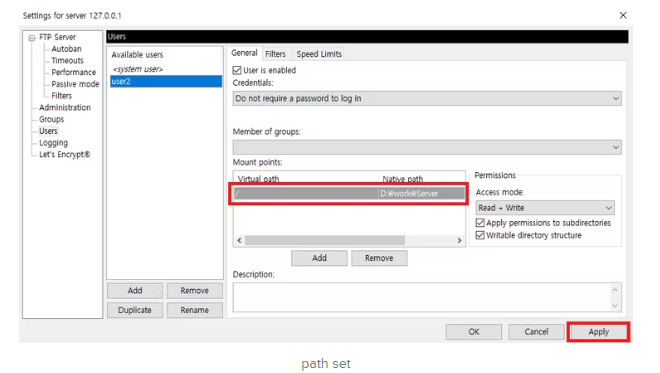 Settings for server 127.0.0.1
FTP Server
Autoban
Timeouts
Performance
Passive mode
Filters
Administration
Groups
Users
Logging
Let's Encrypt®
Users
Available users
<system user>
user2
Add
Remove
Duplicate
Rename
General Filters Speed Limits
User is enabled
Credentials:
Do not require a password to log in
Member of groups:
Mount points:
Virtual path Native path
/ D:₩work₩Server
Add
Remove
Permissions
Access mode:
Read + Write
Apply permissions to subdirectories
Writable directory structure
Description:
OK
Cancel
Apply
path set